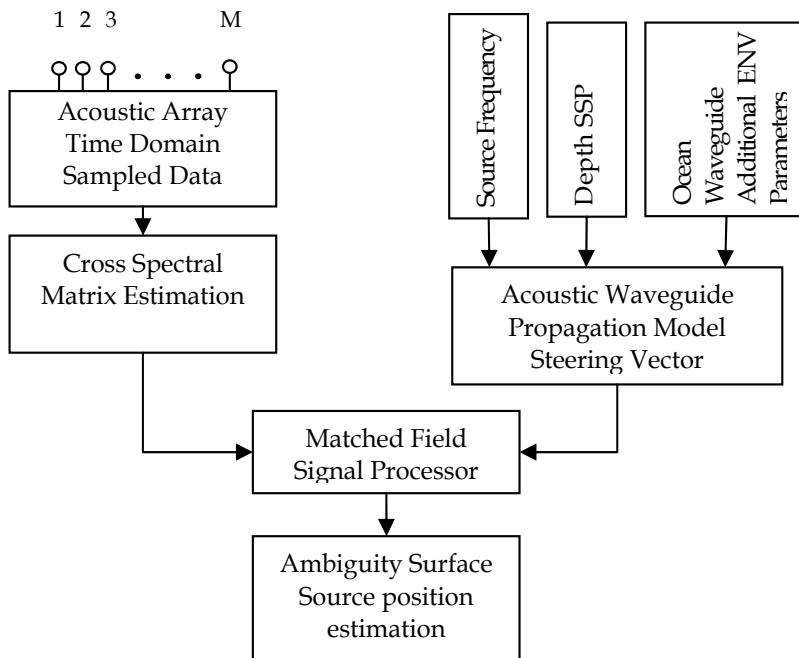 1 2 3 . . . M
Acoustic Array
Time Domain
Sampled Data
Source Frequency
Depth SSP
Ocean
Waveguide
Additional ENV
Parameters
Cross Spectral
Matrix Estimation
Acoustic Waveguide
Propagation Model
Steering Vector
Matched Field
Signal Processor
Ambiguity Surface
Source position
estimation